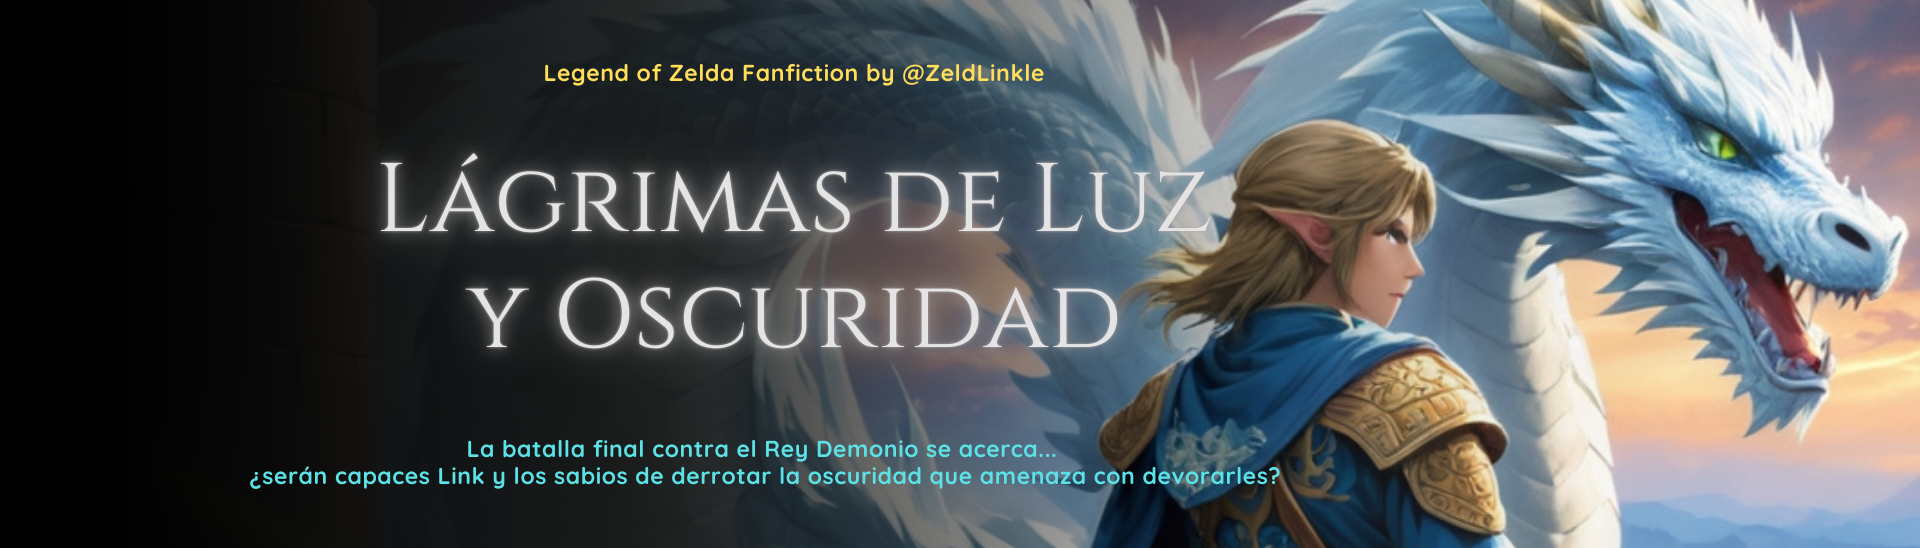 Legend of Zelda Fanfiction by @ZeldLinkle
Lágrimas de Luz
y Oscuridad
La batalla final contra el Rey Demonio se acerca...
¿serán capaces Link y los sabios de derrotar la oscuridad que amenaza con devorarles?